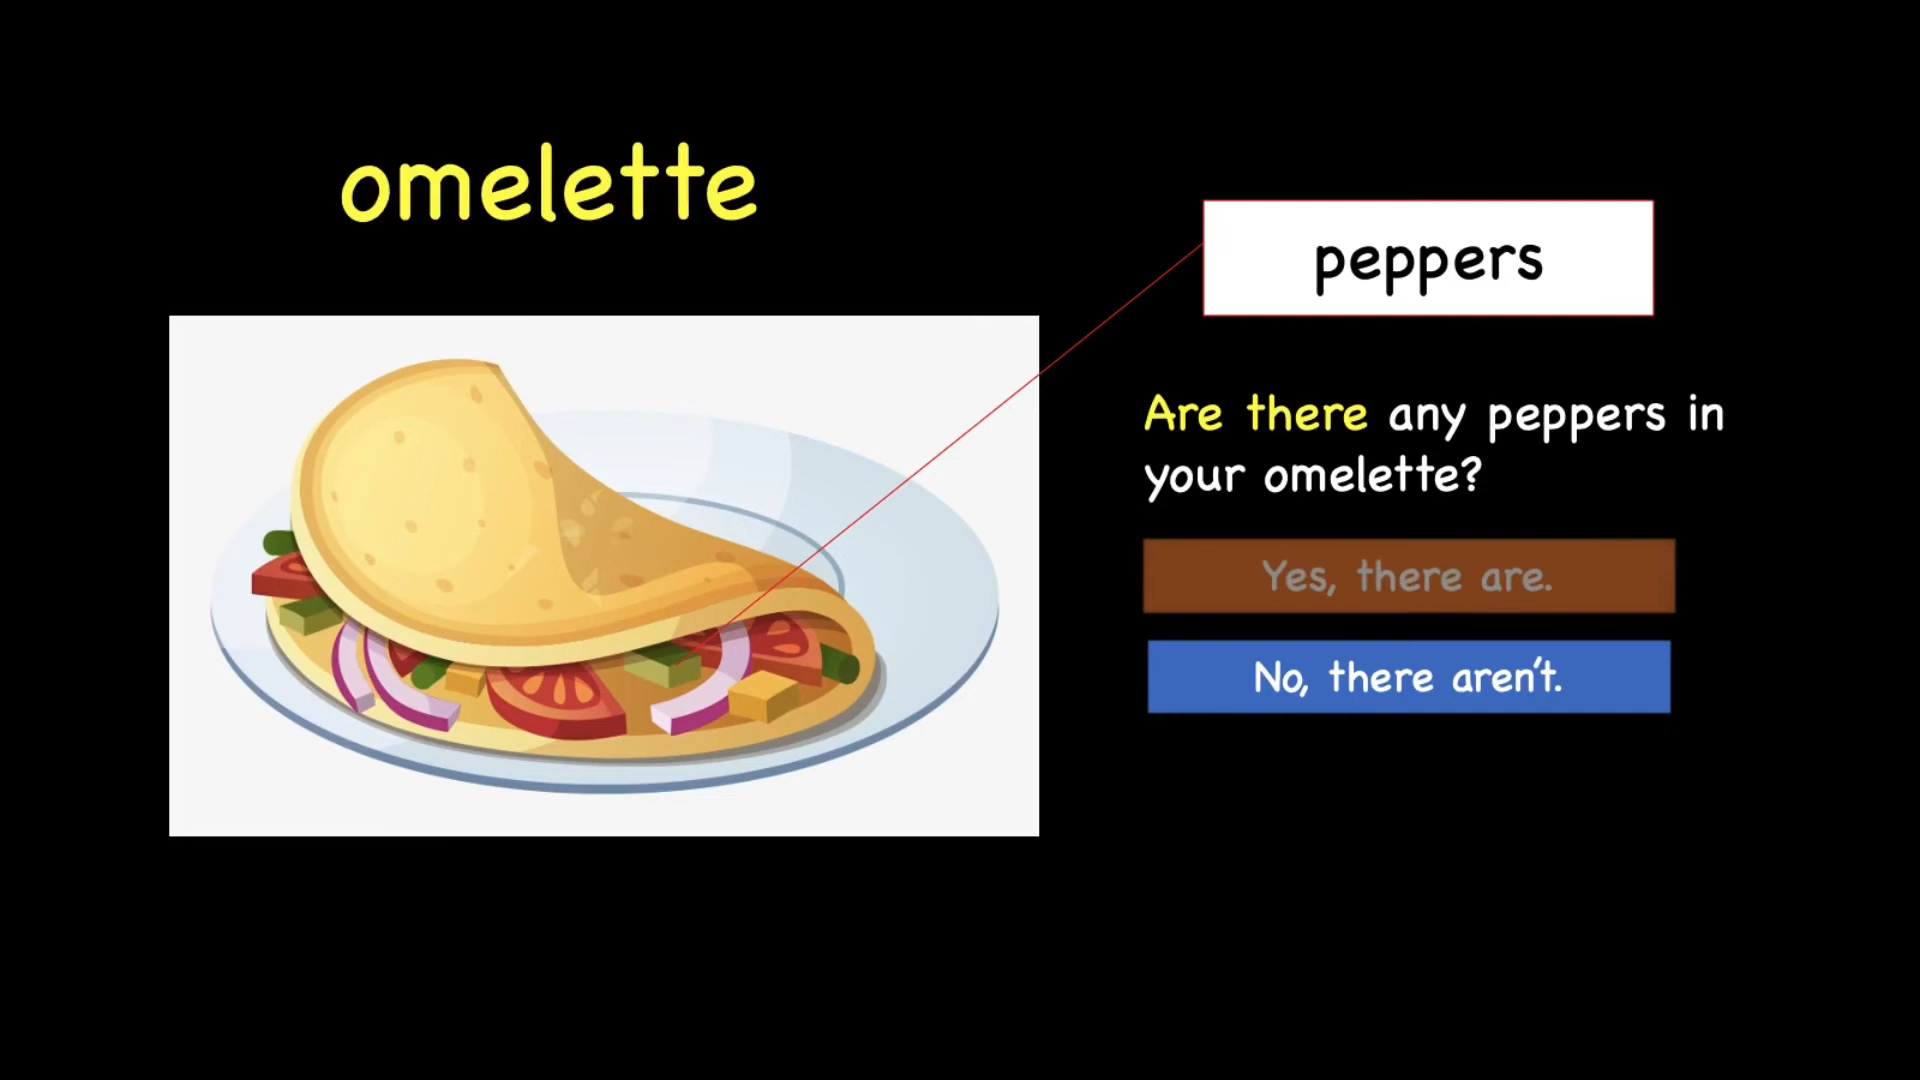 omelette
peppers
Are there any peppers in
your omelette?
Yes, there are.
No, there aren't.